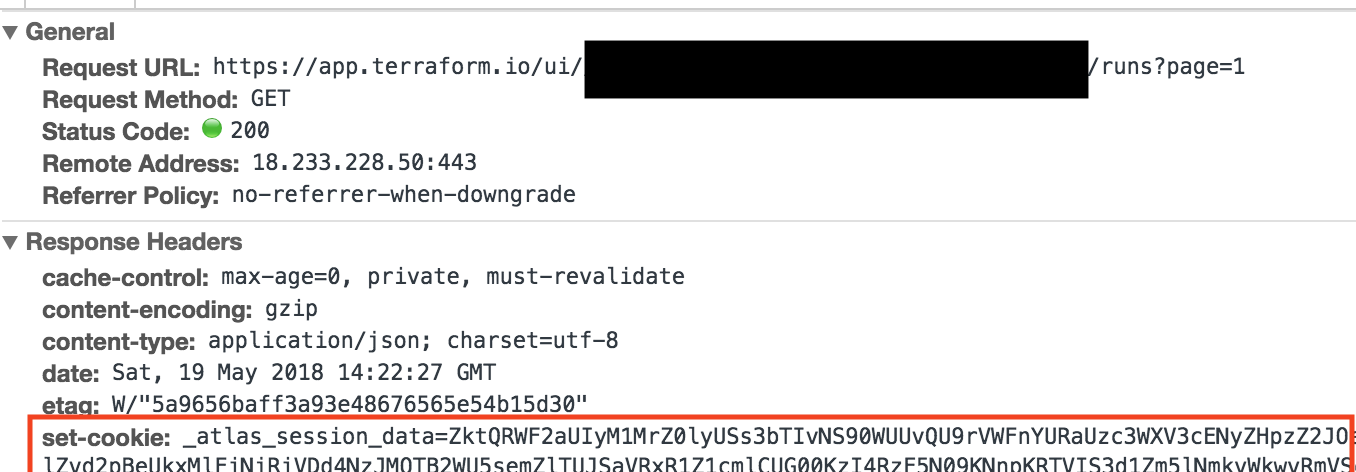 General
Request URL: https://app.terraform.io/ui/ /runs?page=1
Request Method: GET
Status Code: 200
Remote Address: 18.233.228.50:443
Referrer Policy: no-referrer-when-downgrade
Response Headers
cache-control: max-age=0, private, must-revalidate
content-encoding: gzip
content-type: application/json; charset=utf-8
date: Sat, 19 May 2018 14:22:27 GMT
etag: W/"5a9656baff3a93e48676565e54b15d30"
set-cookie: _atlas_session_data=ZktQRWF2aUIyM1MrZ0lyUSs3bTIvNS90WUUvQU9rVWFnYURaUzc3WXV3cENyZHpzZ2JO